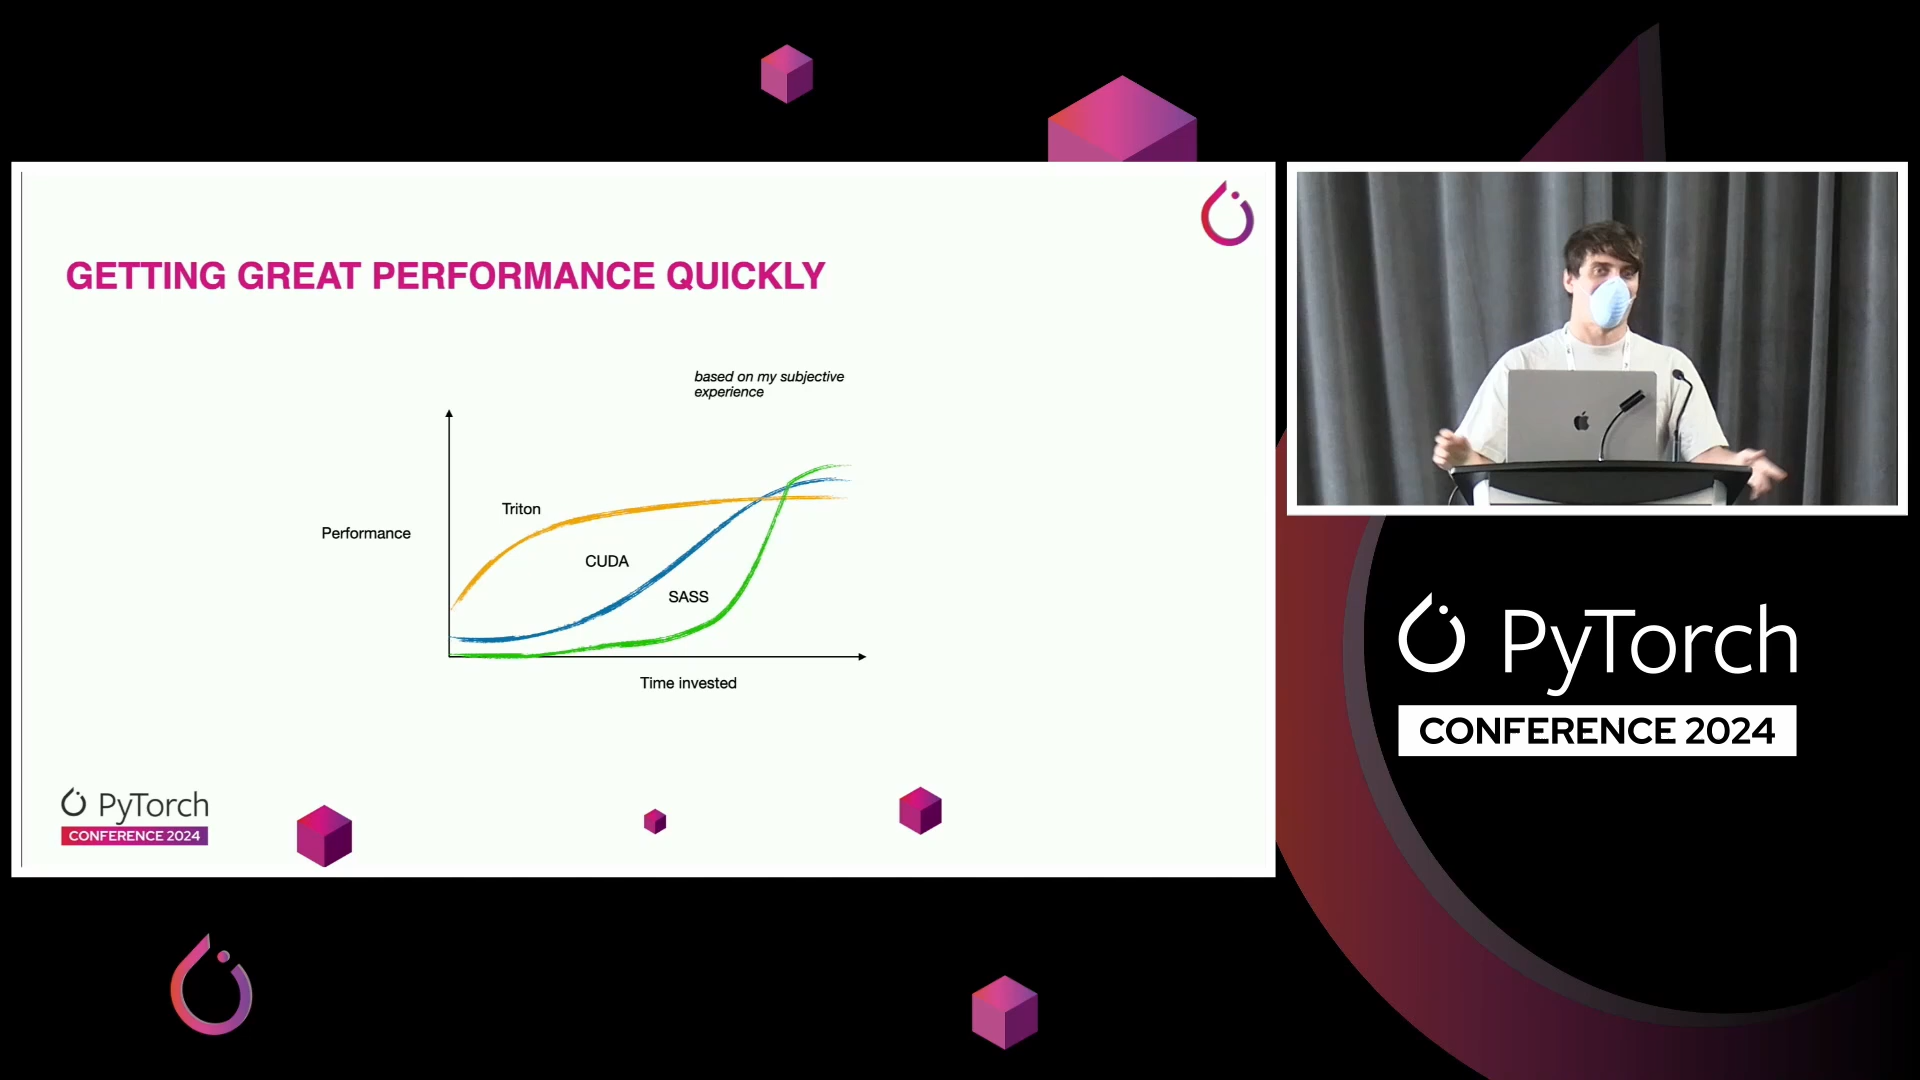 GETTING GREAT PERFORMANCE QUICKLY
based on my subjective
experience
Triton
Performance
CUDA
SASS
Time invested
PyTorch
CONFERENCE 2024
PyTorch
CONFERENCE 2024